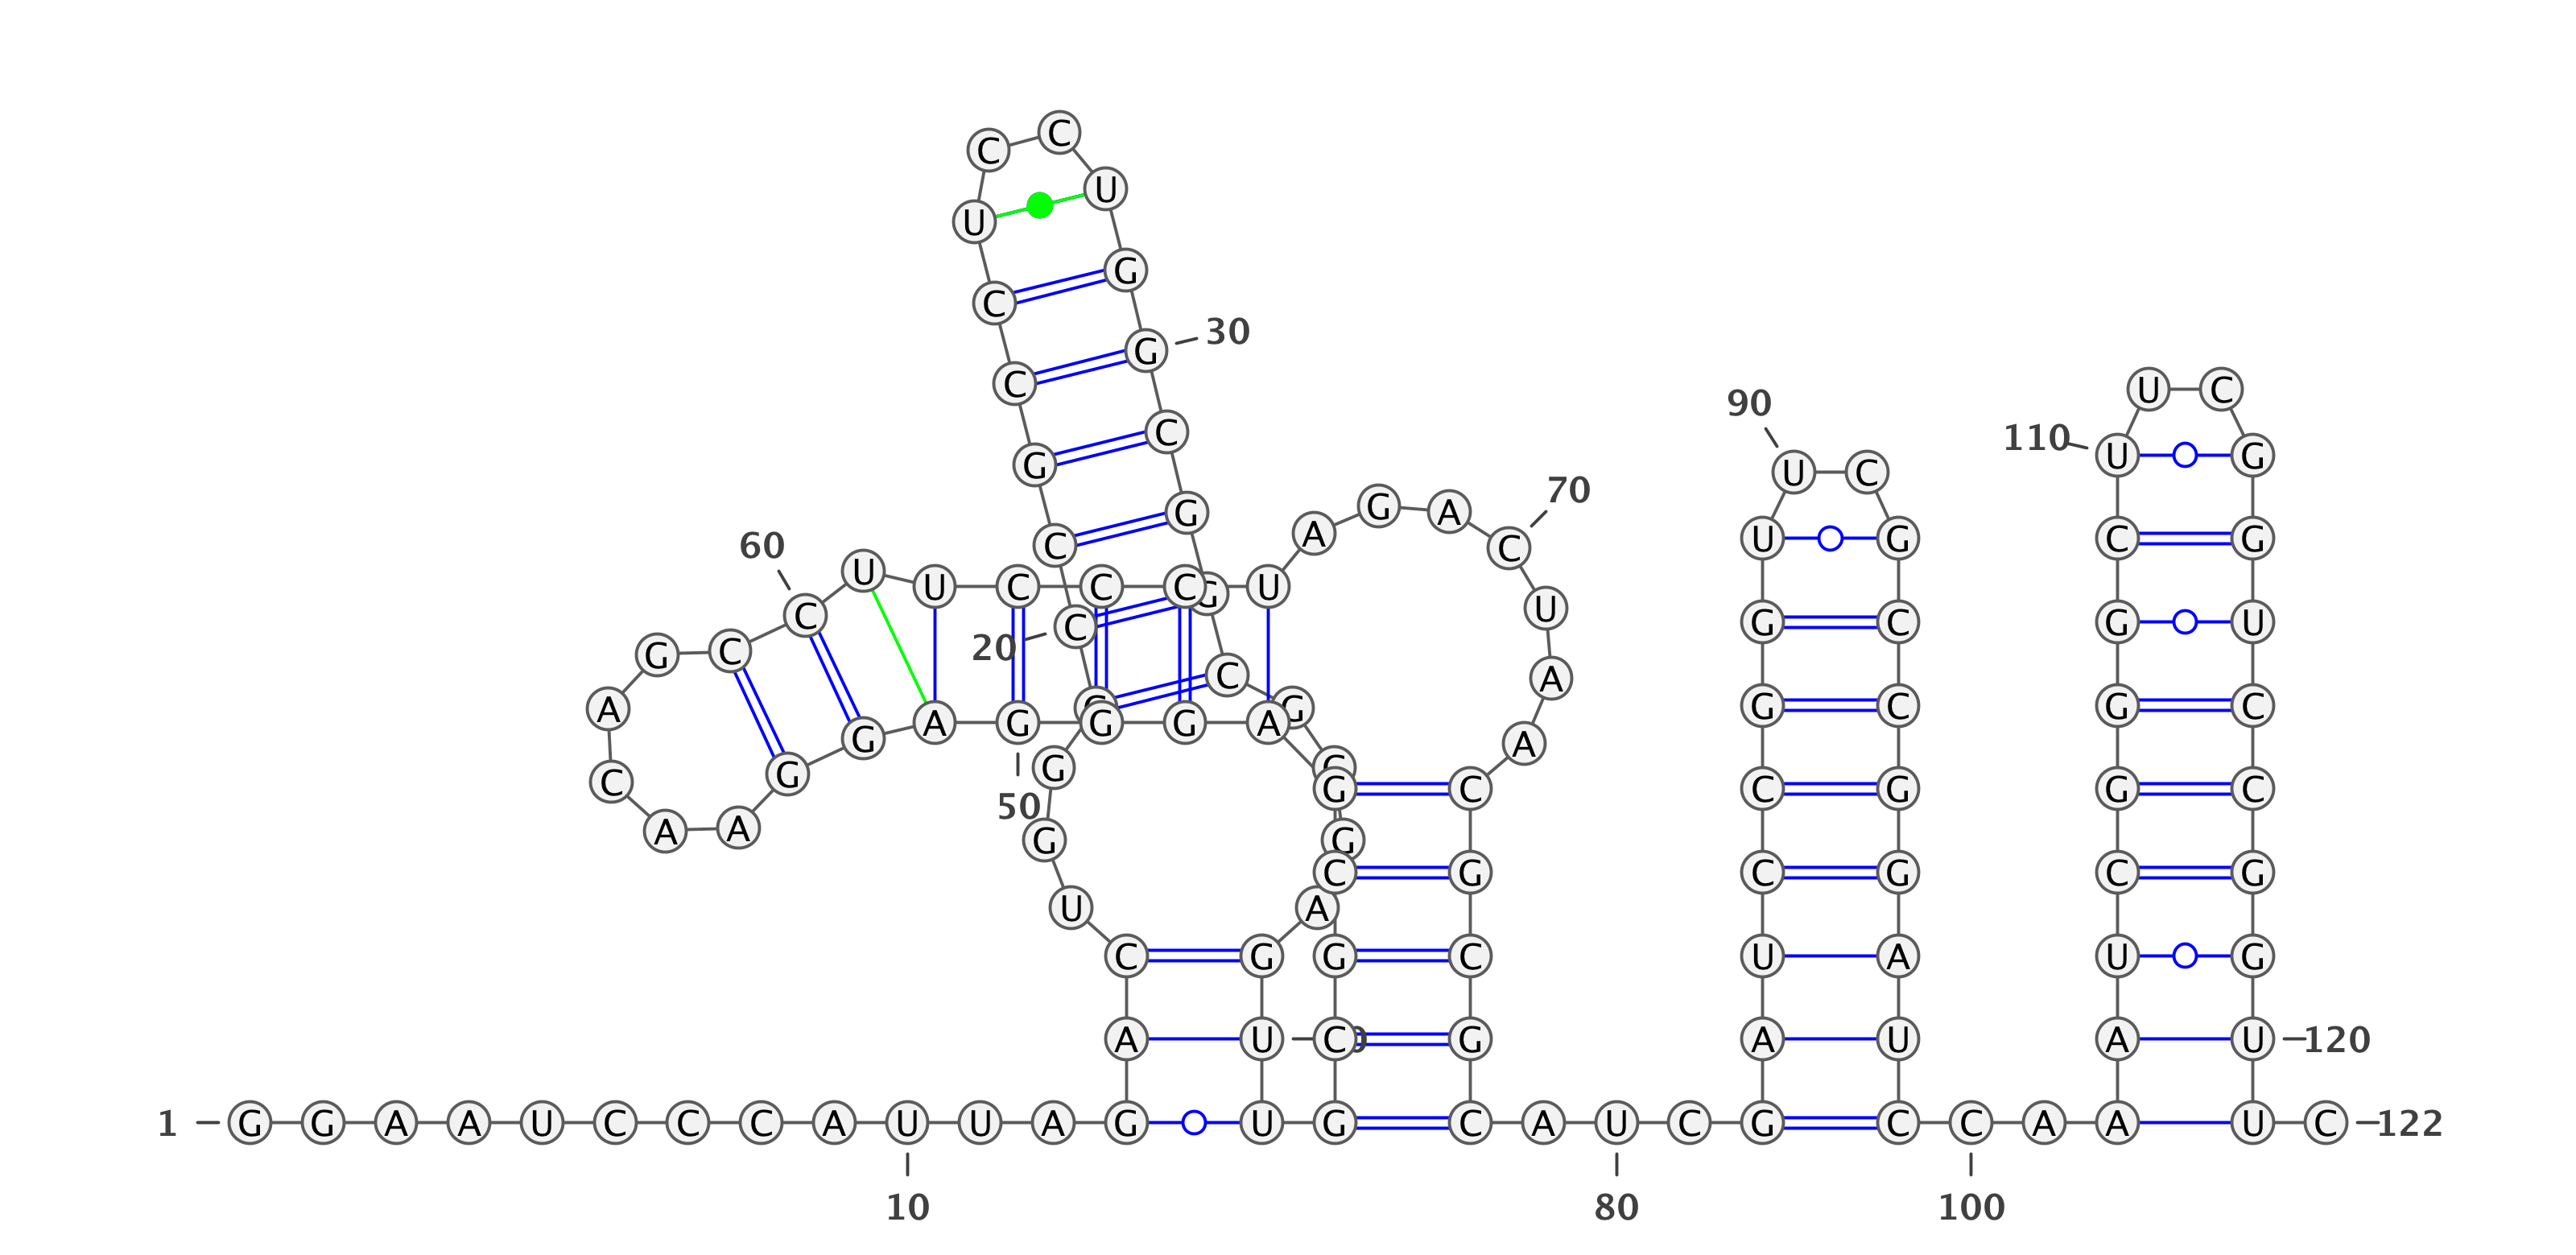 C C
U U
C G
30
C G
U C
90
G C
110 U G
U C
70
A G A C
60 C G
U G C G
U U C C C G U
C U
G U
20 C
G C
G A C A
A G G G G A G
G C G C
A
G G
C A G C
50
A A G G
G G C
C G C G
U A
C G G C U A U G
A U C G A U A U 120
1 G G A A U C C C A U U A G U G C A U C G C C A A U C 122
10 80 100